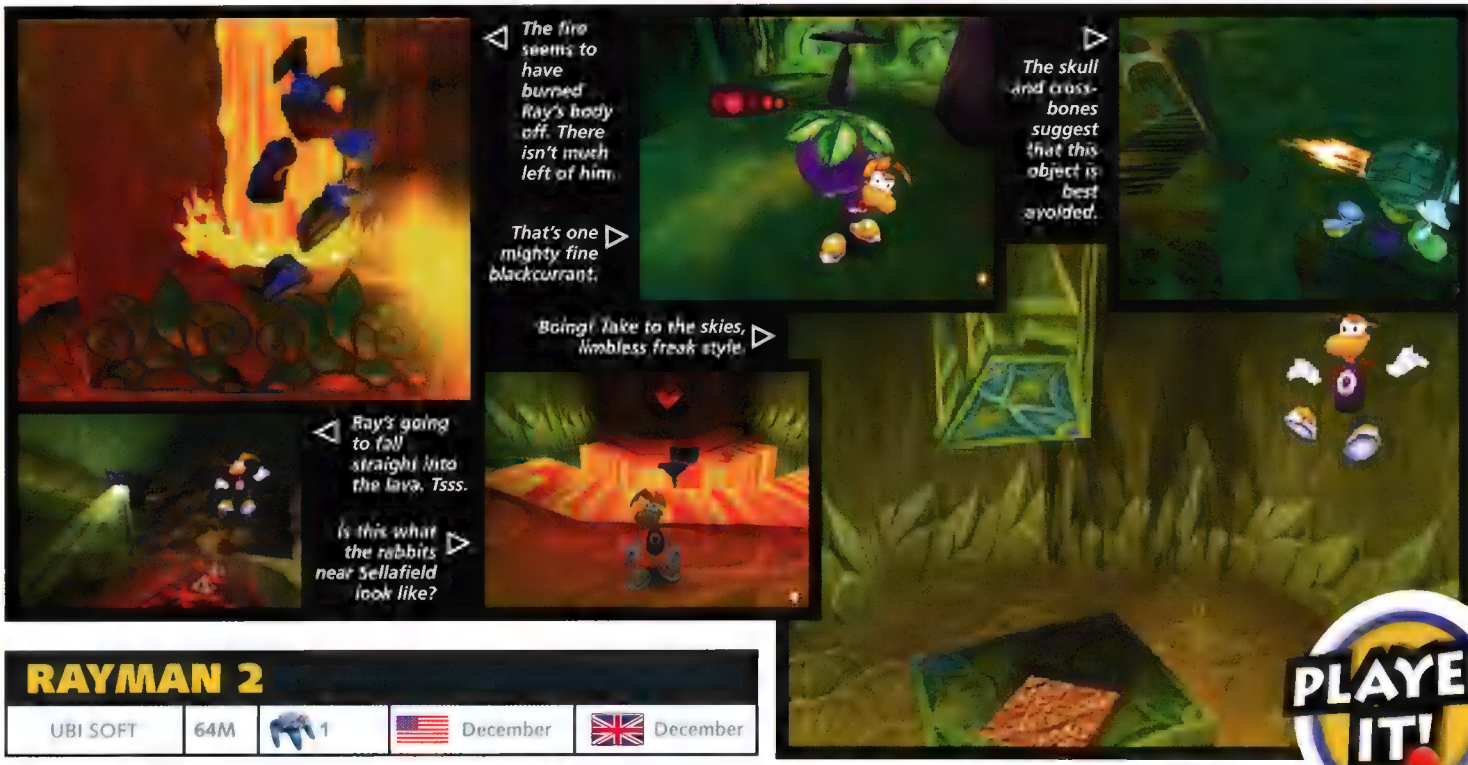 The fire
seems to
have
burned
Ray's body
off. There
isn't much
left of him.
That's one
mighty fine
blackcurrant.
The skull
and cross-
bones
suggest
that this
object is
best
avoided.
Boing! Take to the skies,
limbless freak style.
Ray's going
to fall
straight into
the lava. Tsss.
Is this what
the rabbits
near Sellafield
look like?
RAYMAN 2
UBI SOFT 64M 1 December December
PLAYE
IT!